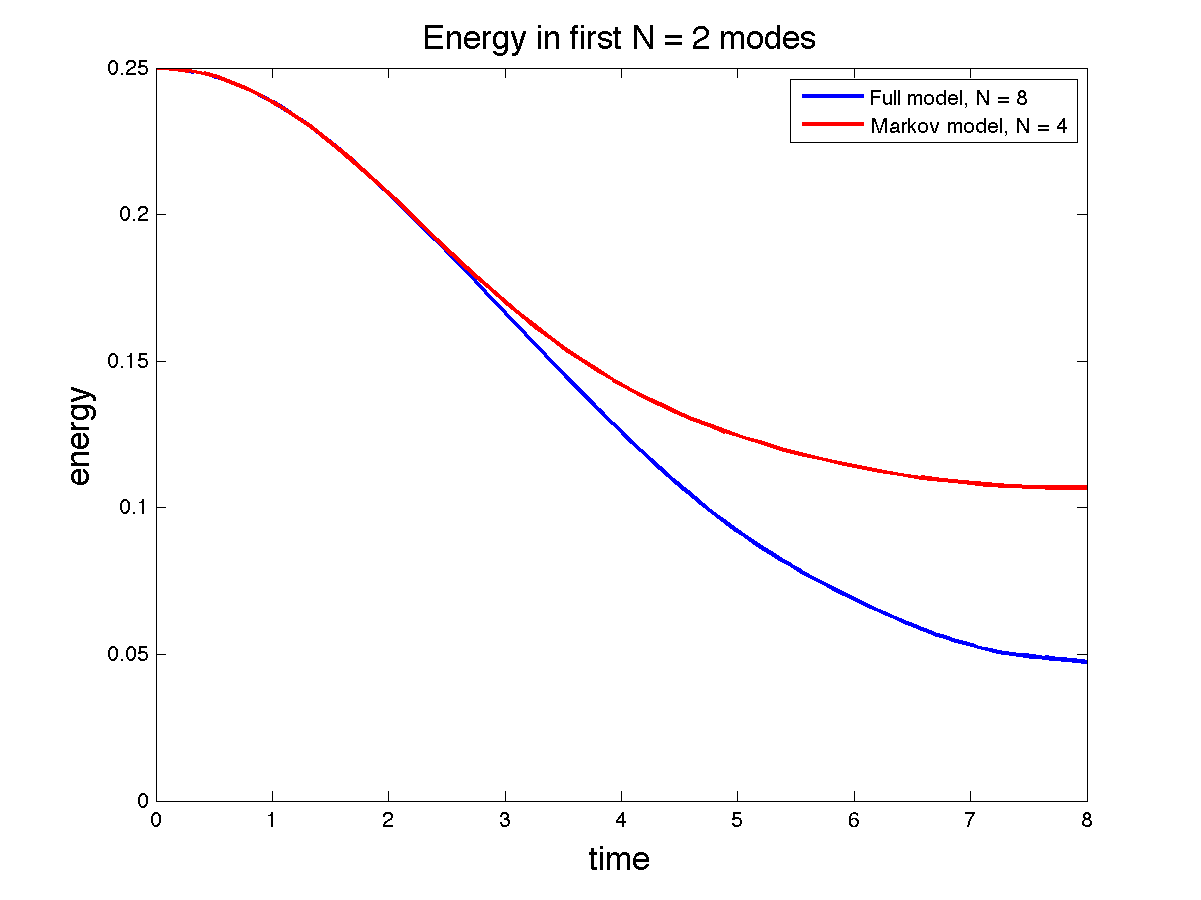 Energy in first N = 2 modes
Full model, N = 8
Markov model, N = 4
0.25
0.2
0.15
0.1
0.05
0
energy
0 1 2 3 4 5 6 7 8
time